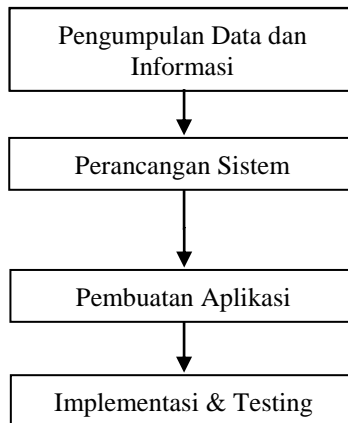 Pengumpulan Data dan
Informasi
Perancangan Sistem
Pembuatan Aplikasi
Implementasi & Testing